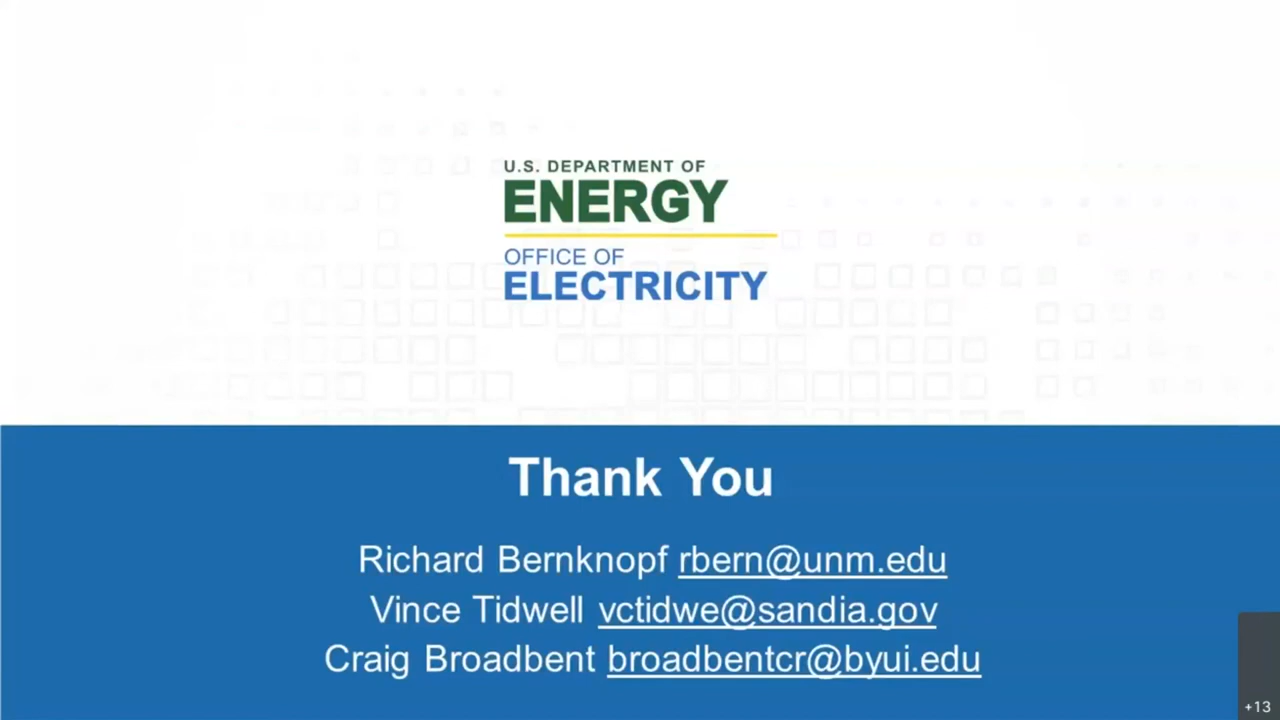 U.S. DEPARTMENT OF
ENERGY
OFFICE OF
ELECTRICITY
Thank You
Richard Bernknopf rbern@unm.edu
Vince Tidwell vctidwe@sandia.gov
Craig Broadbent broadbentcr@byui.edu
+13